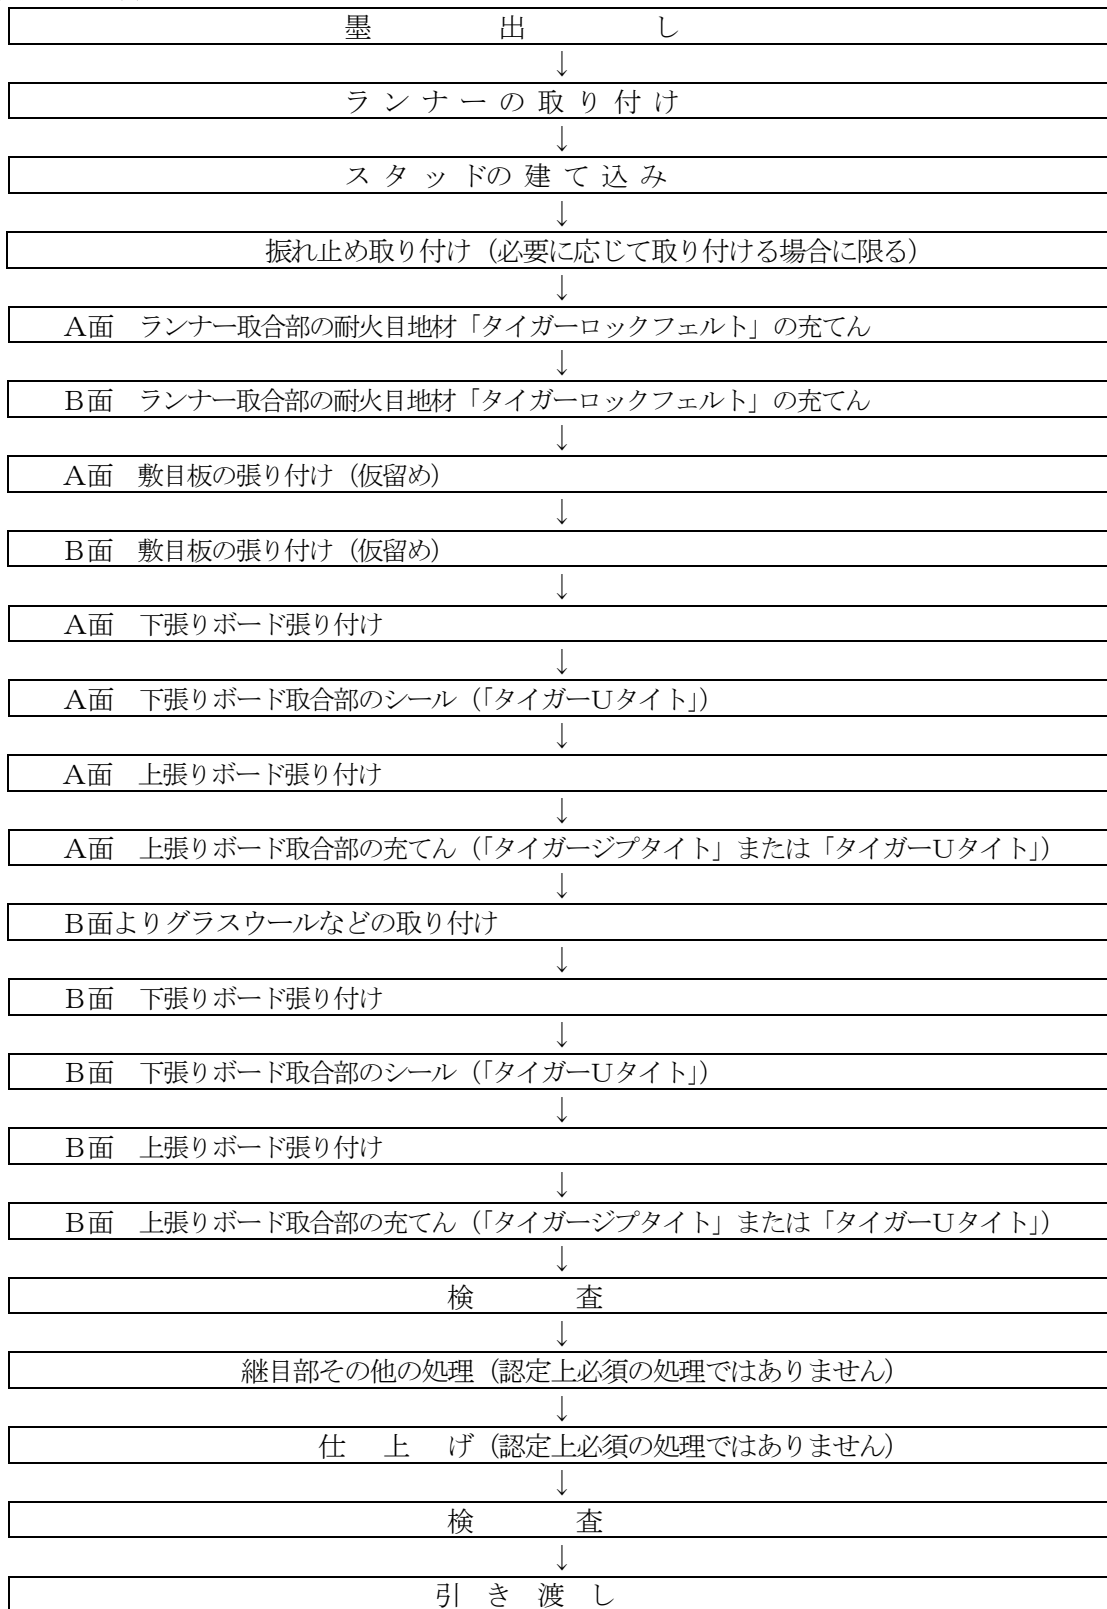 墨出し
↓
ランナーの取り付け
↓
スタッドの建て込み
↓
振れ止め取り付け（必要に応じて取り付ける場合に限る）
↓
A面　ランナー取合部の耐火目地材「タイガーロックフェルト」の充てん
↓
B面　ランナー取合部の耐火目地材「タイガーロックフェルト」の充てん
↓
A面　敷目板の張り付け（仮留め）
↓
B面　敷目板の張り付け（仮留め）
↓
A面　下張りボード張り付け
↓
A面　下張りボード取合部のシール（「タイガーUタイト」）
↓
A面　上張りボード張り付け
↓
A面　上張りボード取合部の充てん（「タイガージプタイト」または「タイガーUタイト」）
↓
B面よりグラスウールなどの取り付け
↓
B面　下張りボード張り付け
↓
B面　下張りボード取合部のシール（「タイガーUタイト」）
↓
B面　上張りボード張り付け
↓
B面　上張りボード取合部の充てん（「タイガージプタイト」または「タイガーUタイト」）
↓
検査
↓
継目部その他の処理（認定上必須の処理ではありません）
↓
仕上げ（認定上必須の処理ではありません）
↓
検査
↓
引き渡し